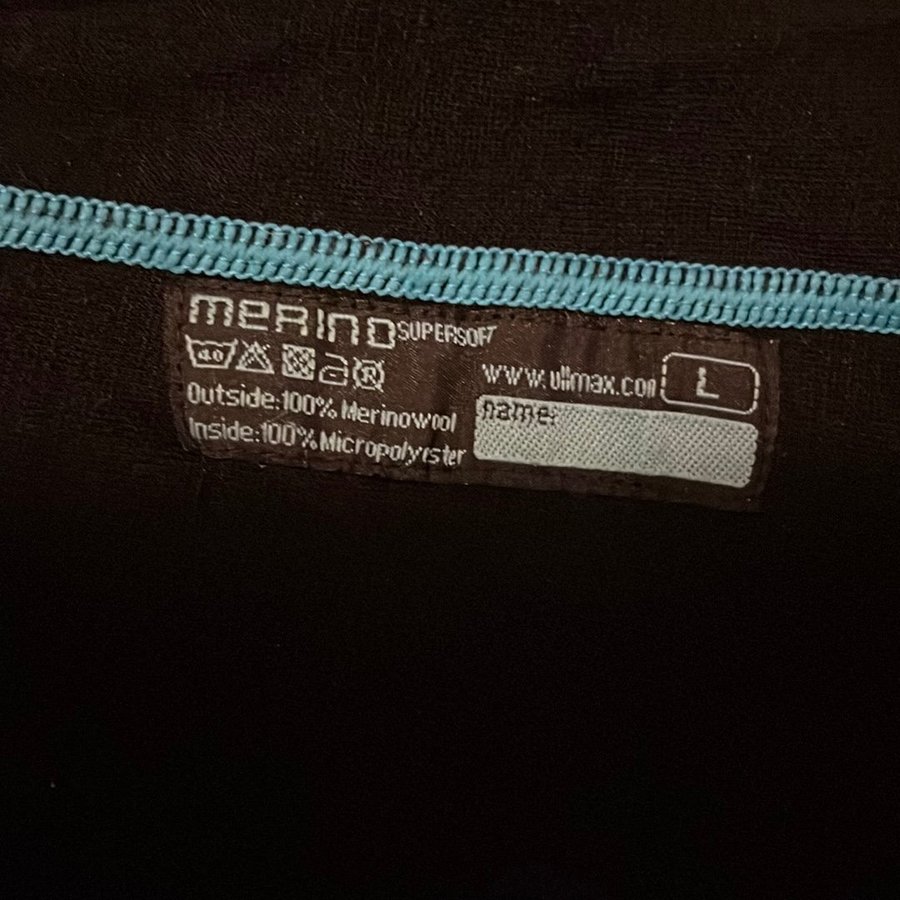 merino SUPERSOFT
40
Outside:100% Merinowool
Inside:100% Micropolyester
www.ullmax.com
L
name: